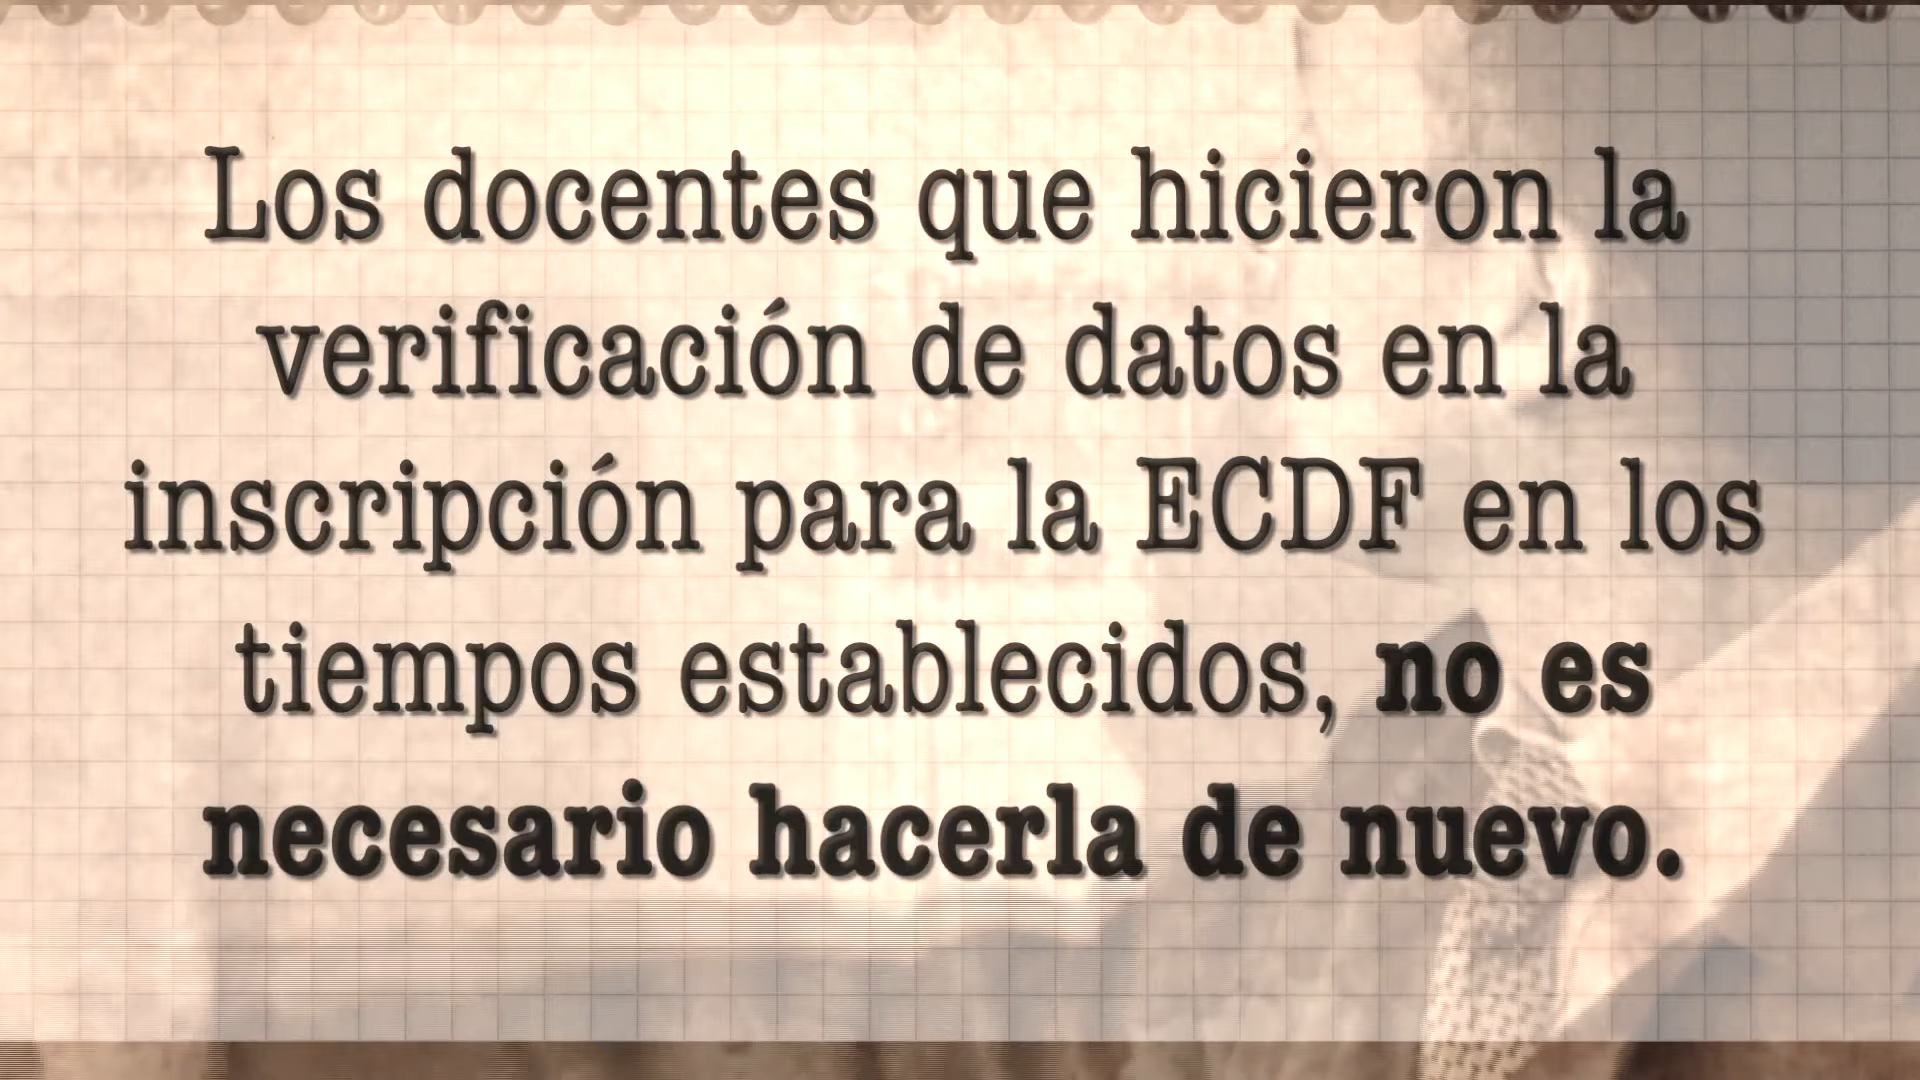 Los docentes que hicieron la
verificación de datos en la
inscripción para la ECDF en los
tiempos establecidos, no es
necesario hacerla de nuevo.